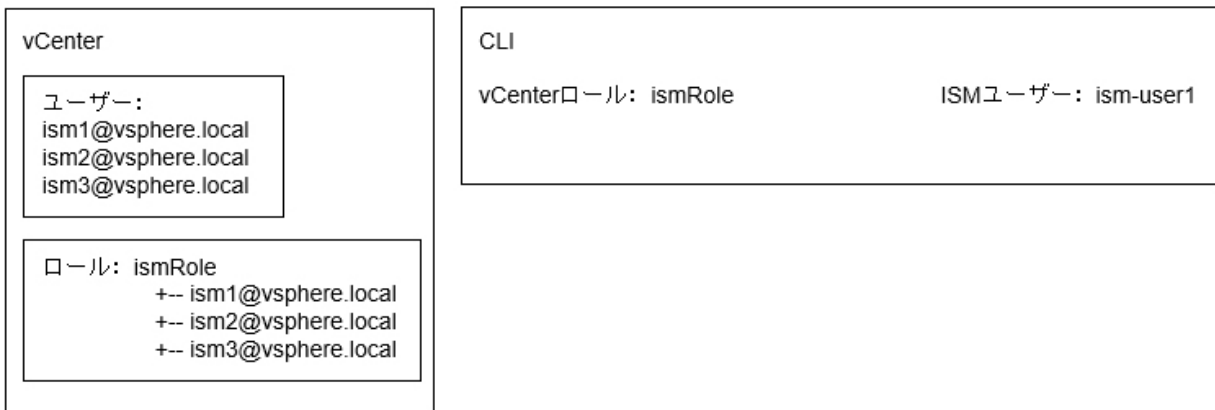 vCenter
ユーザー：
ism1@vsphere.local
ism2@vsphere.local
ism3@vsphere.local
ロール： ismRole
+-- ism1@vsphere.local
+-- ism2@vsphere.local
+-- ism3@vsphere.local
CLI
vCenterロール： ismRole
ISMユーザー： ism-user1